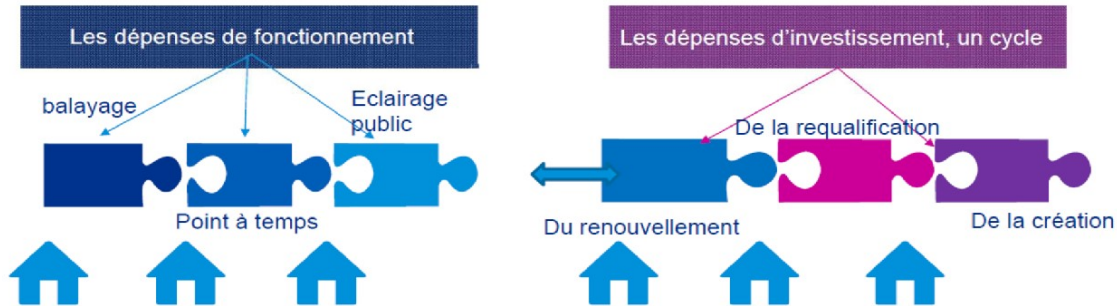 Les dépenses de fonctionnement
balayage
Eclairage
public
Point à temps
Les dépenses d'investissement, un cycle
De la requalification
Du renouvellement
De la création